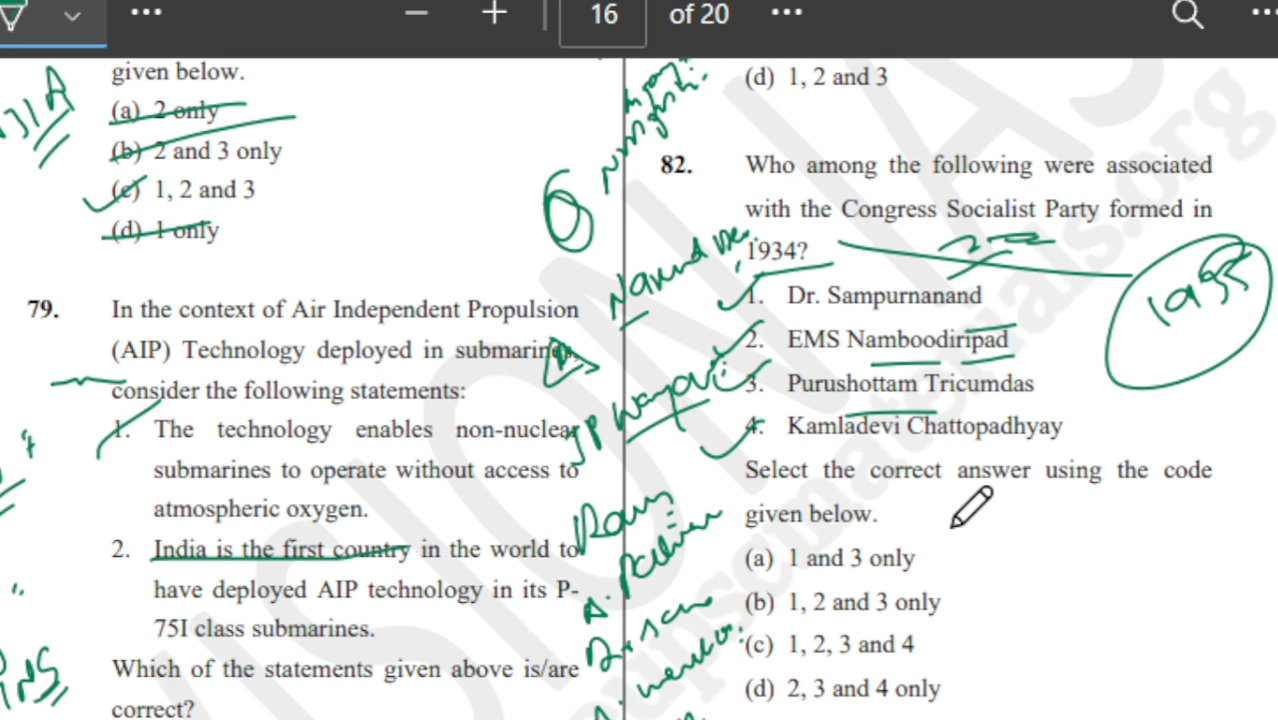 16 of 20
31A
given below.
(a) 2 only
(b) 2 and 3 only
(c) 1, 2 and 3
(d) 1 only
79. In the context of Air Independent Propulsion
(AIP) Technology deployed in submarines,
consider the following statements:
1. The technology enables non-nuclear
submarines to operate without access to
atmospheric oxygen.
2. India is the first country in the world to
have deployed AIP technology in its P-
75I class submarines.
Which of the statements given above is/are
correct?
Narend
JP
Ram
(d) 1, 2 and 3
82. Who among the following were associated
with the Congress Socialist Party formed in
1934?
1. Dr. Sampurnanand
2. EMS Namboodiripad
3. Purushottam Tricumdas
4. Kamladevi Chattopadhyay
Select the correct answer using the code
given below.
(a) 1 and 3 only
(b) 1, 2 and 3 only
(c) 1, 2, 3 and 4
(d) 2, 3 and 4 only
VISION IAS
upscmaterials.org